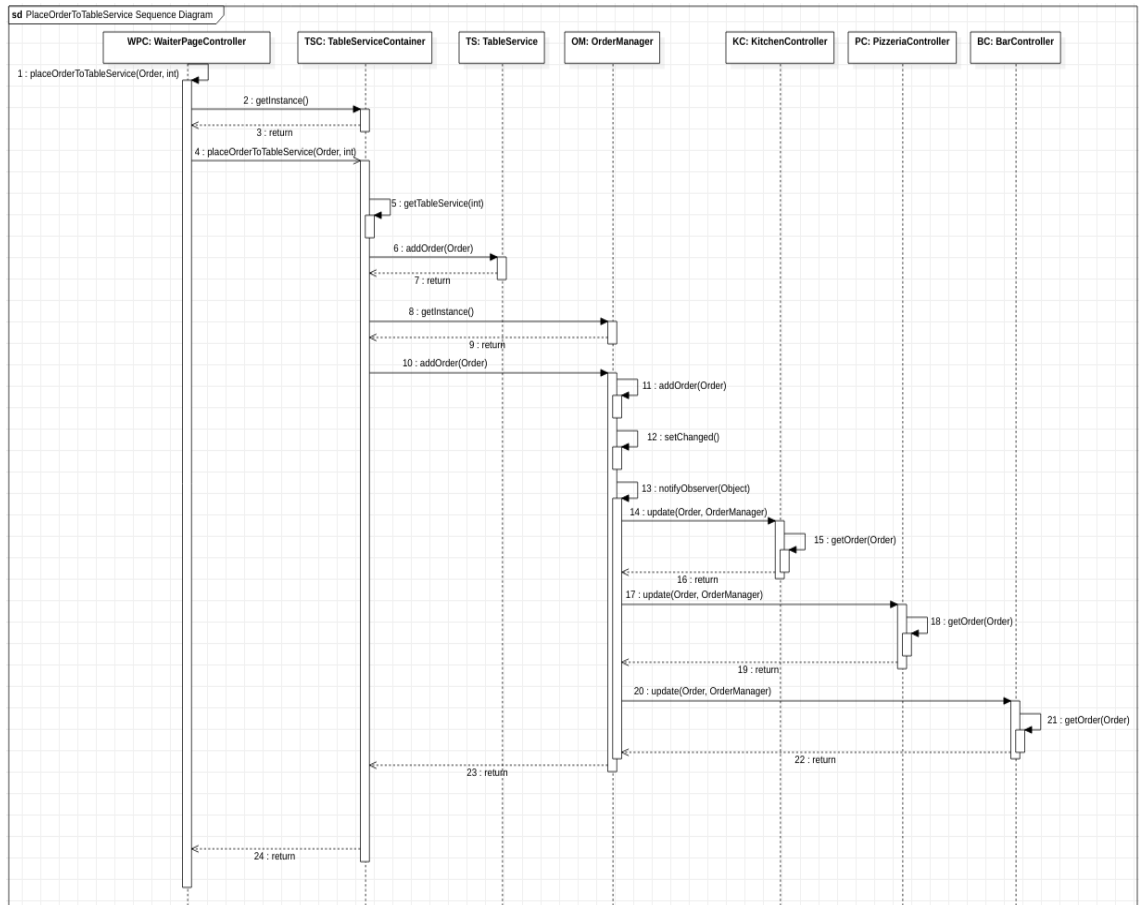 sd PlaceOrderToTableService Sequence Diagram
WPC: WaiterPageController
TSC: TableServiceContainer
TS: TableService
OM: OrderManager
KC: KitchenController
PC: PizzeriaController
BC: BarController
1 : placeOrderToTableService(Order, int)
2 : getInstance()
3 : return
4 : placeOrderToTableService(Order, int)
5 : getTableService(int)
6 : addOrder(Order)
7 : return
8 : getInstance()
9 : return
10 : addOrder(Order)
11 : addOrder(Order)
12 : setChanged()
13 : notifyObserver(Object)
14 : update(Order, OrderManager)
15 : getOrder(Order)
16 : return
17 : update(Order, OrderManager)
18 : getOrder(Order)
19 : return
20 : update(Order, OrderManager)
21 : getOrder(Order)
22 : return
23 : return
24 : return